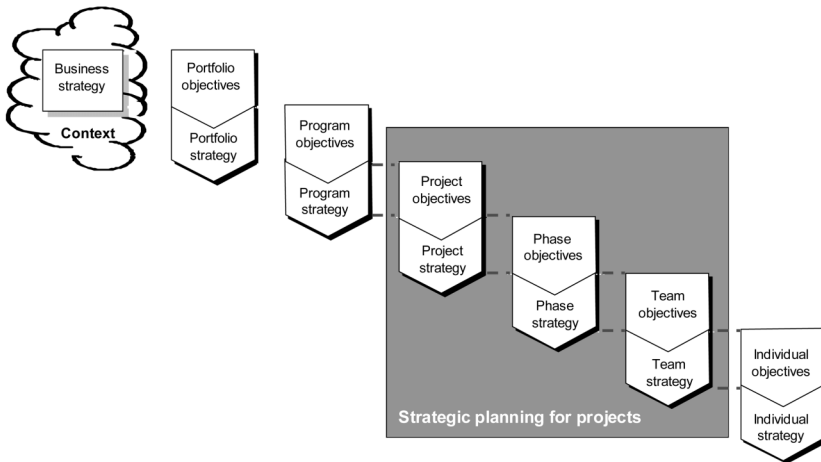 Business
strategy
Context
Portfolio
objectives
Portfolio
strategy
Program
objectives
Program
strategy
Project
objectives
Project
strategy
Phase
objectives
Phase
strategy
Team
objectives
Team
strategy
Individual
objectives
Individual
strategy
Strategic planning for projects